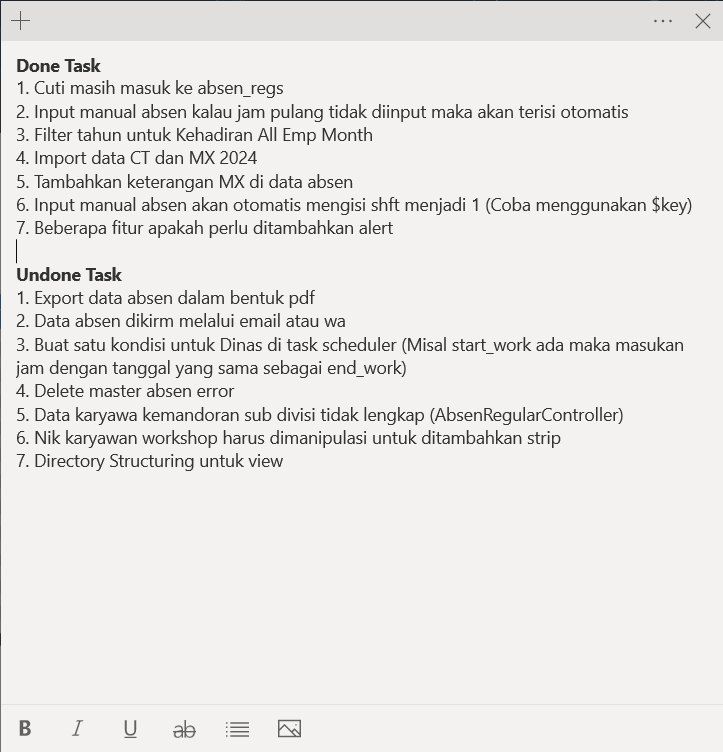 Done Task
1. Cuti masih masuk ke absen_regs
2. Input manual absen kalau jam pulang tidak diinput maka akan terisi otomatis
3. Filter tahun untuk Kehadiran All Emp Month
4. Import data CT dan MX 2024
5. Tambahkan keterangan MX di data absen
6. Input manual absen akan otomatis mengisi shft menjadi 1 (Coba menggunakan $key)
7. Beberapa fitur apakah perlu ditambahkan alert
Undone Task
1. Export data absen dalam bentuk pdf
2. Data absen dikirm melalui email atau wa
3. Buat satu kondisi untuk Dinas di task scheduler (Misal start_work ada maka masukan
jam dengan tanggal yang sama sebagai end_work)
4. Delete master absen error
5. Data karyawa kemandoran sub divisi tidak lengkap (AbsenRegularController)
6. Nik karyawan workshop harus dimanipulasi untuk ditambahkan strip
7. Directory Structuring untuk view
B I U ab